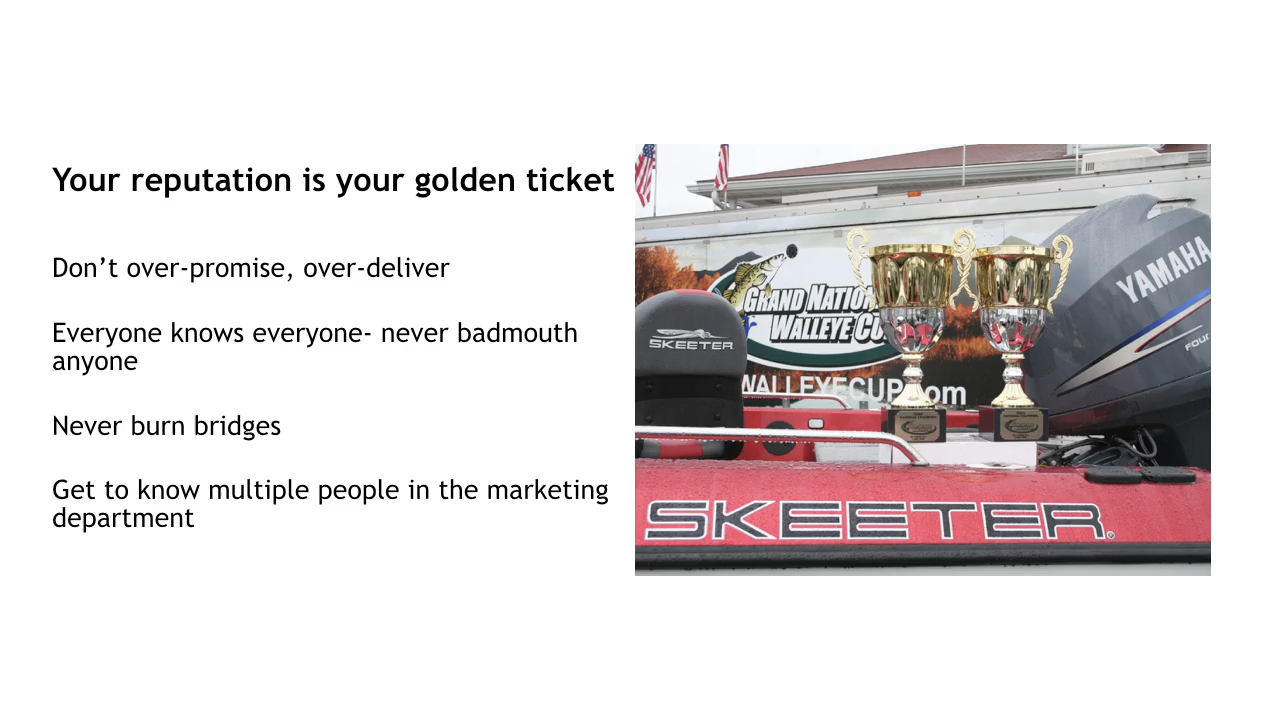 Your reputation is your golden ticket
Don’t over-promise, over-deliver
Everyone knows everyone- never badmouth
anyone
Never burn bridges
Get to know multiple people in the marketing
department
GRAND NATION
WALLEYE CU
WALLEYECUP.com
SKEETER
YAMAHA
FOUR
SKEETER